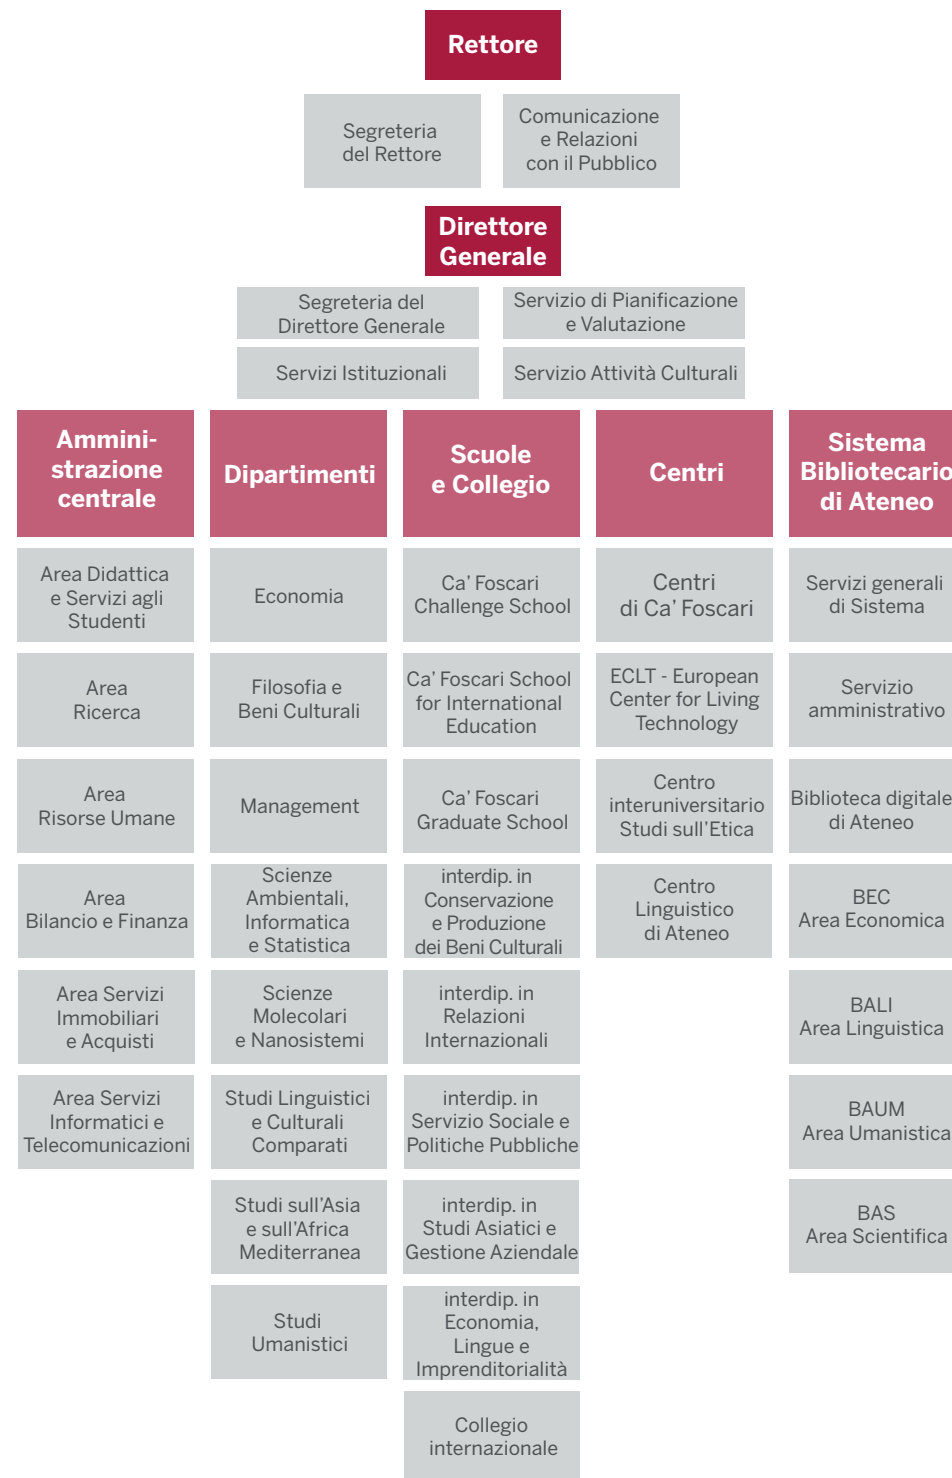 Rettore
Segreteria
del Rettore
Comunicazione
e Relazioni
con il Pubblico
Direttore
Generale
Segreteria del
Direttore Generale
Servizio di Pianificazione
e Valutazione
Servizi Istituzionali
Servizio Attività Culturali
Ammini-
strazione
centrale
Area Didattica
e Servizi agli
Studenti
Area
Ricerca
Area
Risorse Umane
Area
Bilancio e Finanza
Area Servizi
Immobiliari
e Acquisti
Area Servizi
Informatici e
Telecomunicazioni
Dipartimenti
Economia
Filosofia e
Beni Culturali
Management
Scienze
Ambientali,
Informatica
e Statistica
Scienze
Molecolari
e Nanosistemi
Studi Linguistici
e Culturali
Comparati
Studi sull'Asia
e sull'Africa
Mediterranea
Studi
Umanistici
Scuole
e Collegio
Ca' Foscari
Challenge School
Ca' Foscari School
for International
Education
Ca' Foscari
Graduate School
interdip. in
Conservazione
e Produzione
dei Beni Culturali
interdip. in
Relazioni
Internazionali
interdip. in
Servizio Sociale e
Politiche Pubbliche
interdip. in
Studi Asiatici e
Gestione Aziendale
interdip. in
Economia,
Lingue e
Imprenditorialità
Collegio
internazionale
Centri
Centri
di Ca' Foscari
ECLT - European
Center for Living
Technology
Centro
interuniversitario
Studi sull'Etica
Centro
Linguistico
di Ateneo
Sistema
Bibliotecario
di Ateneo
Servizi generali
di Sistema
Servizio
amministrativo
Biblioteca digitale
di Ateneo
BEC
Area Economica
BALI
Area Linguistica
BAUM
Area Umanistica
BAS
Area Scientifica